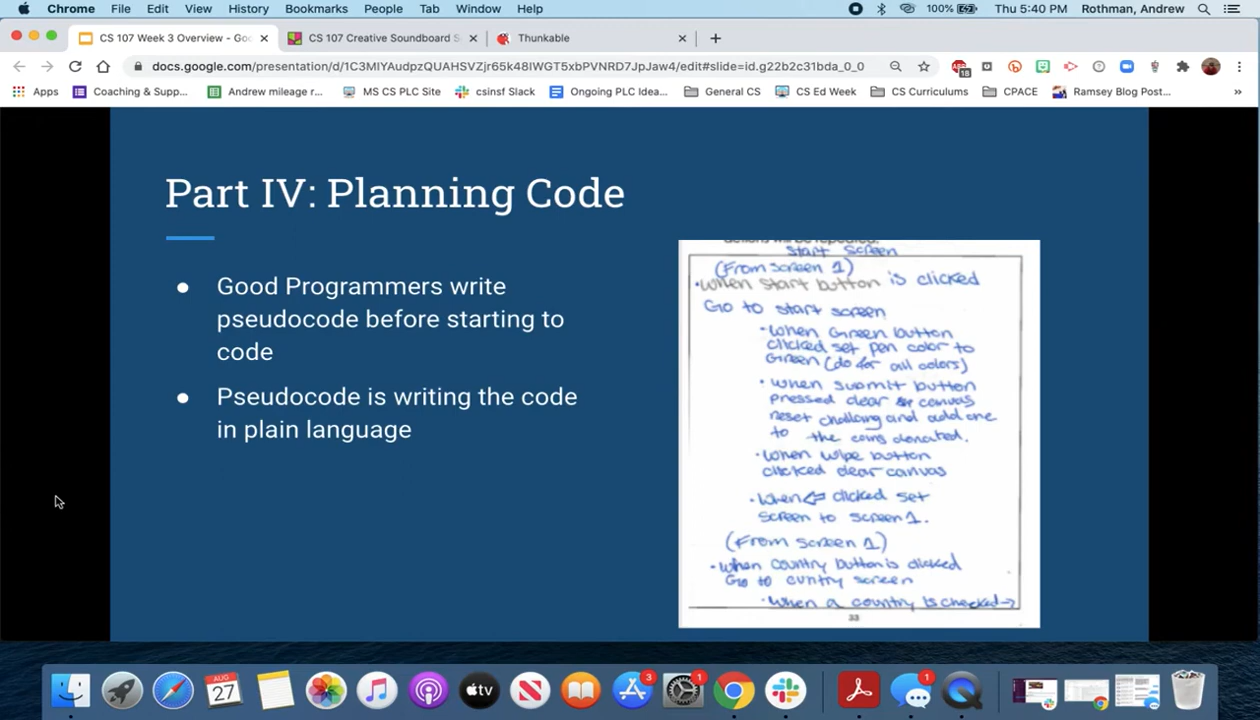 Chrome File Edit View History Bookmarks People Tab Window Help 100% Thu 5:40 PM Rothman, Andrew
CS 107 Week 3 Overview - Goo CS 107 Creative Soundboard S Thunkable
docs.google.com/presentation/d/1C3MIYAudpzQUAHSVZjr65k48IWGT5xbPVNRD7JpJaw4/edit#slide=id.g22b2c31bda_0_0 18
Apps Coaching & Supp... Andrew mileage r... MS CS PLC Site csinsf Slack Ongoing PLC Idea... General CS CS Ed Week CS Curriculums CPACE Ramsey Blog Post... »
Part IV: Planning Code
● Good Programmers write
pseudocode before starting to
code
● Pseudocode is writing the code
in plain language
Start Screen
(From screen 1)
•When start button is clicked
Go to start screen
•When Green button
clicked set pen color to
Green (do for all colors)
•When submit button
pressed clear canvas
reset challang and add one
to the coins donated.
•When wipe button
clicked clear canvas
•When ⇦ clicked set
screen to screen 1.
(From screen 1)
•When country button is clicked
Go to cuntry screen
•When a country is checked→
33
AUG
27
tv
3
1
1